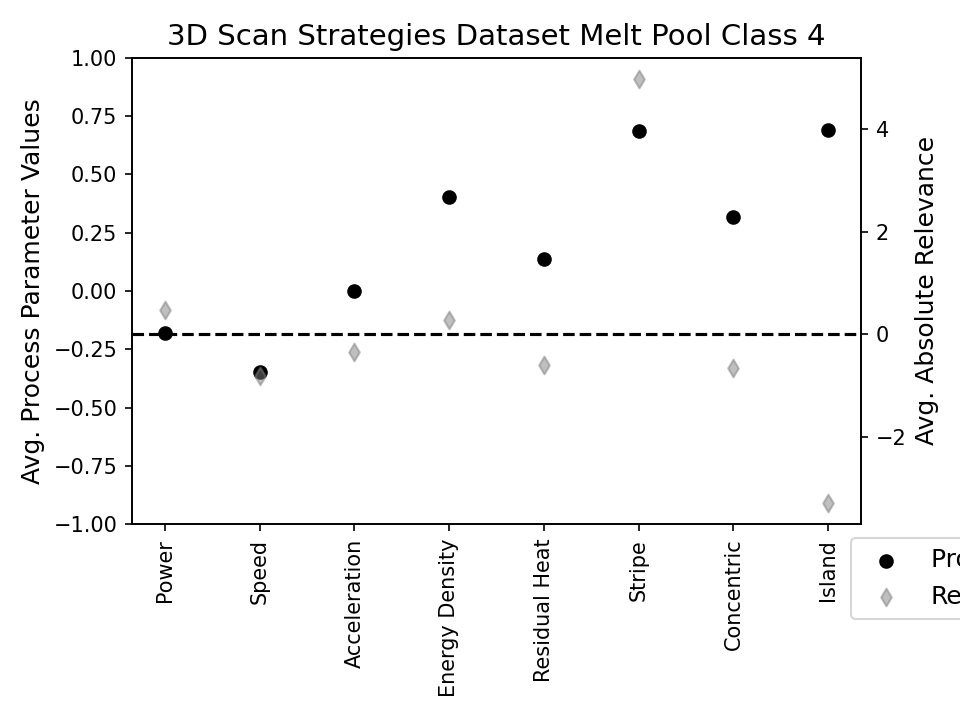 3D Scan Strategies Dataset Melt Pool Class 4
Avg. Process Parameter Values
1.00
0.75
0.50
0.25
0.00
−0.25
−0.50
−0.75
−1.00
4
2
0
−2
Avg. Absolute Relevance
Power
Speed
Acceleration
Energy Density
Residual Heat
Stripe
Concentric
Island
Pro
Re